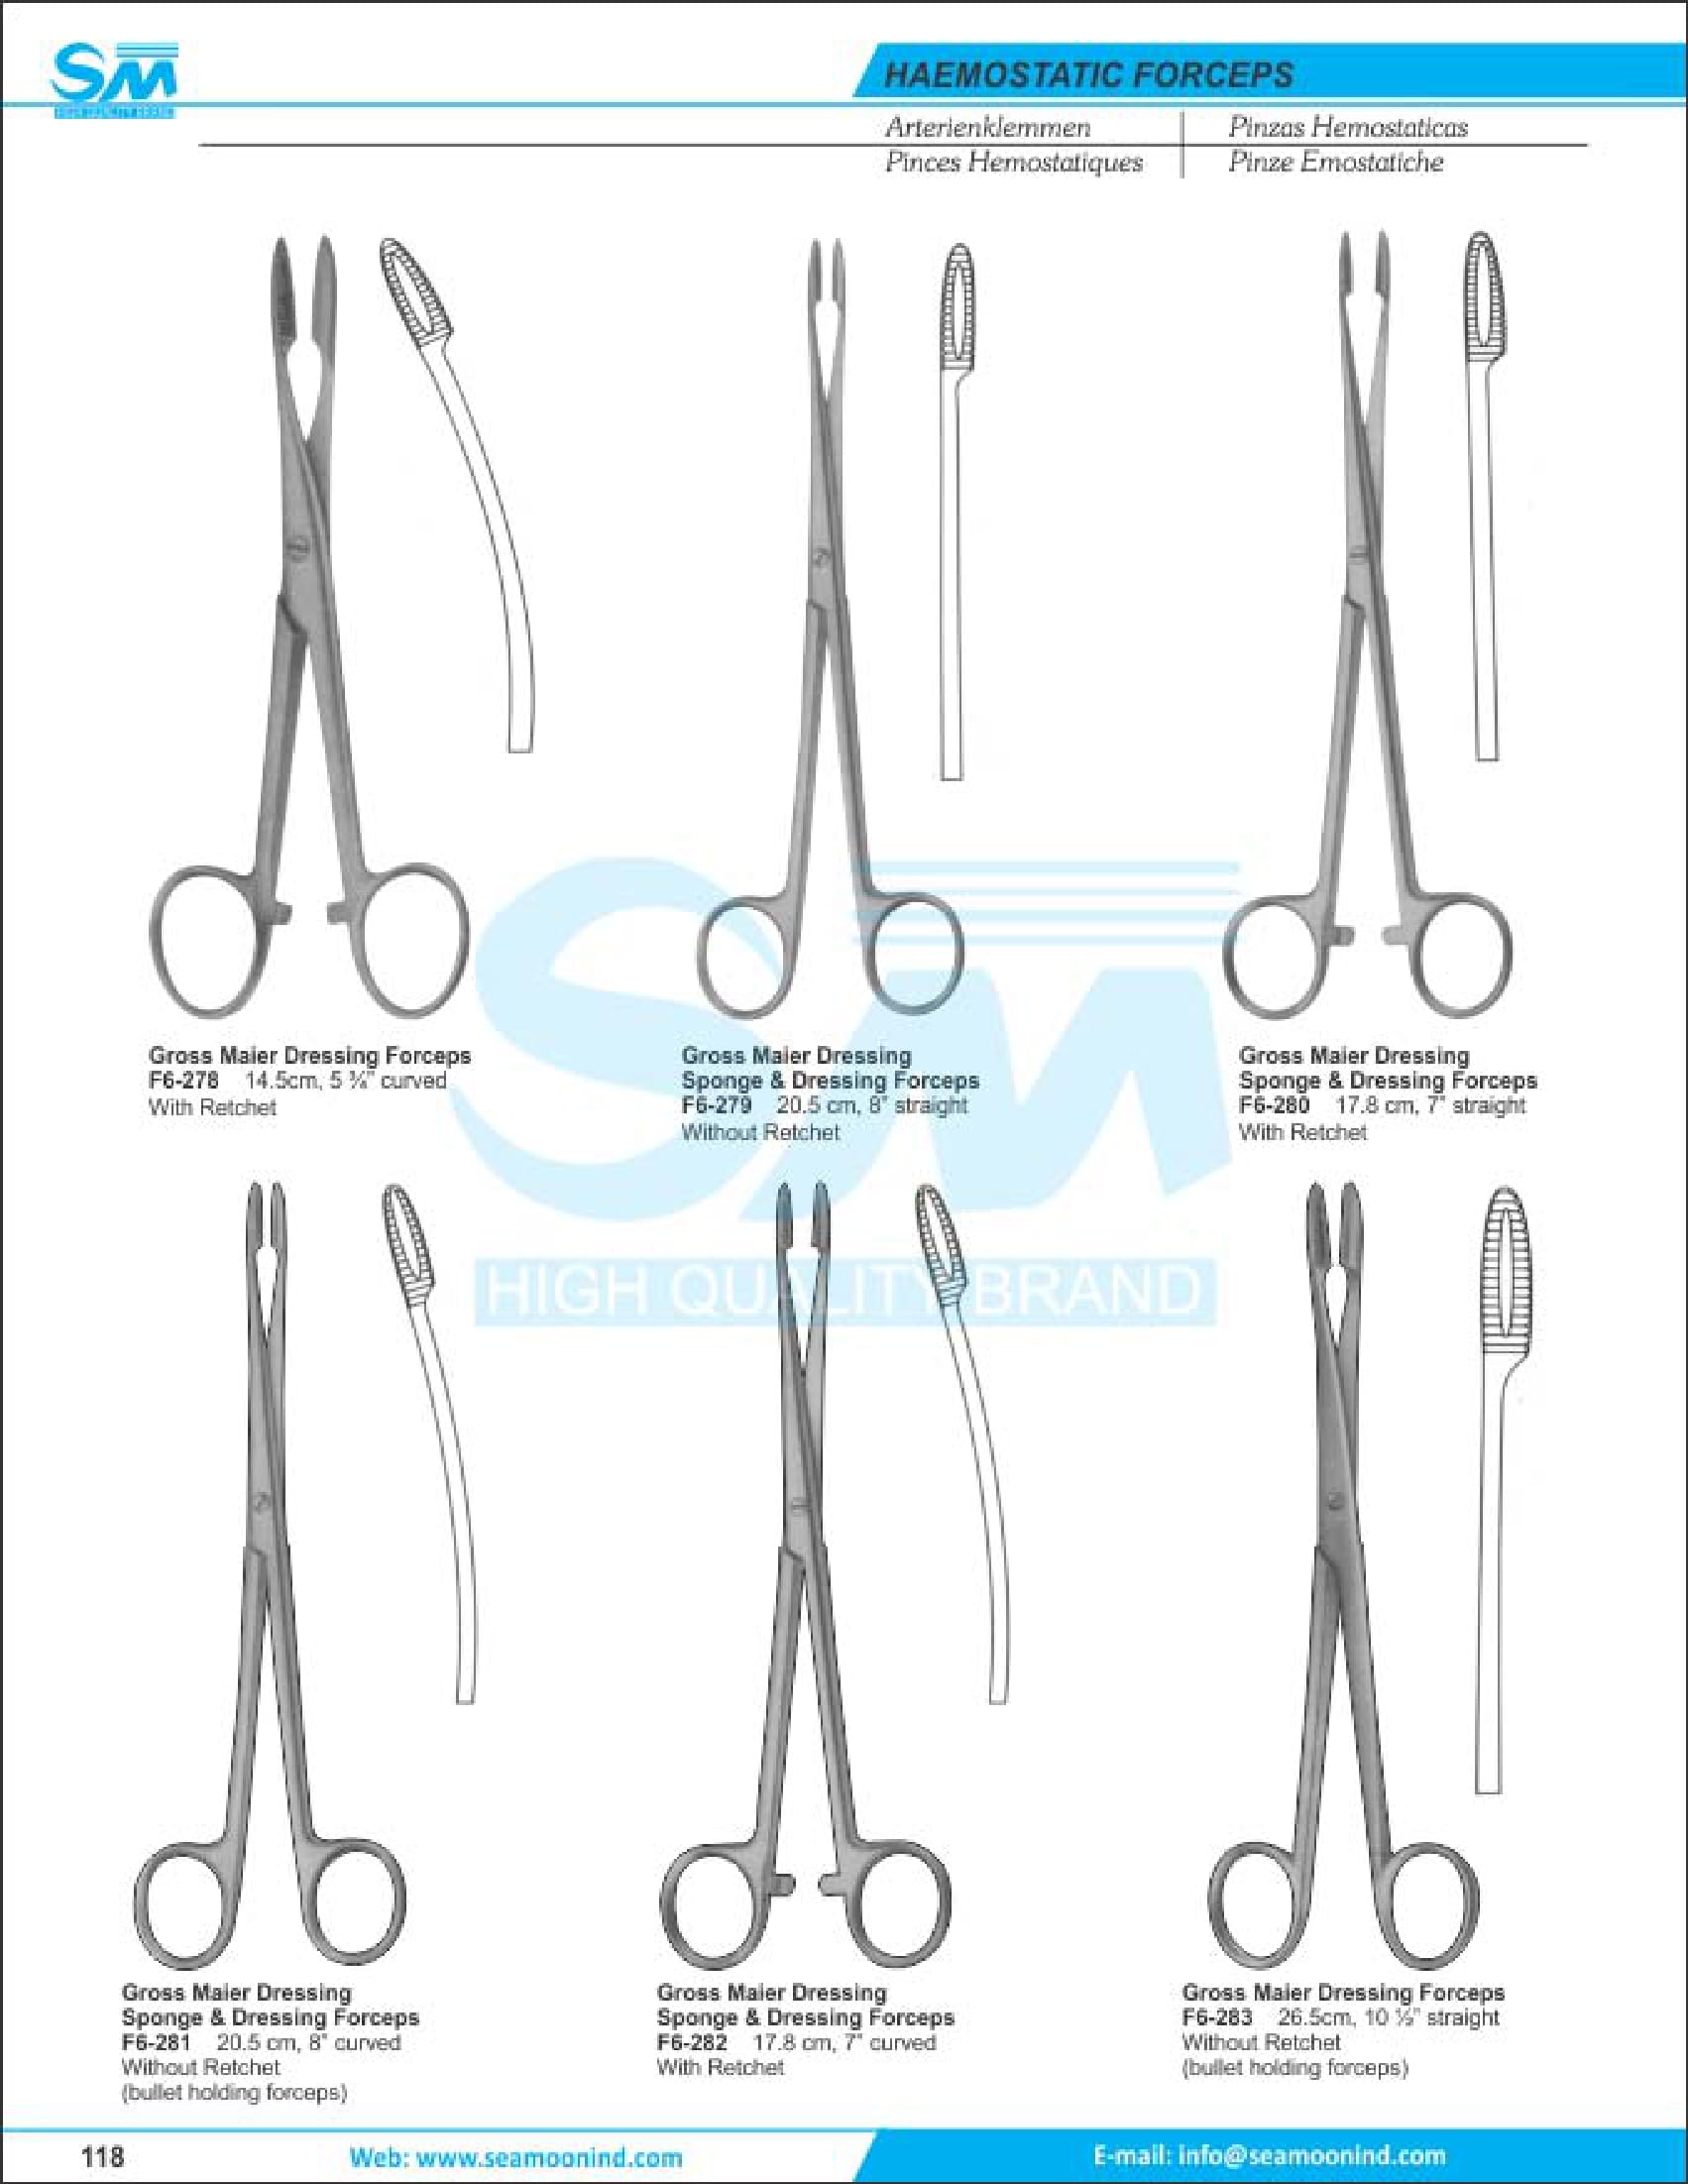 SM
HAEMOSTATIC FORCEPS
Arterienklemmen
Pinzas Hemostaticas
Pinces Hemostatiques
Pinze Emostatiche
Gross Maier Dressing Forceps
F6-278 14.5cm, 5 ¾" curved
With Retchet
Gross Maier Dressing
Sponge & Dressing Forceps
F6-279 20.5 cm, 8" straight
Without Retchet
Gross Maier Dressing
Sponge & Dressing Forceps
F6-280 17.8 cm, 7" straight
With Retchet
SM
HIGH QUALITY BRAND
Gross Maier Dressing
Sponge & Dressing Forceps
F6-281 20.5 cm, 8" curved
Without Retchet
(bullet holding forceps)
Gross Maier Dressing
Sponge & Dressing Forceps
F6-282 17.8 cm, 7" curved
With Retchet
Gross Maier Dressing Forceps
F6-283 26.5cm, 10 ½" straight
Without Retchet
(bullet holding forceps)
118
Web: www.seamoonind.com
E-mail: info@seamoonind.com